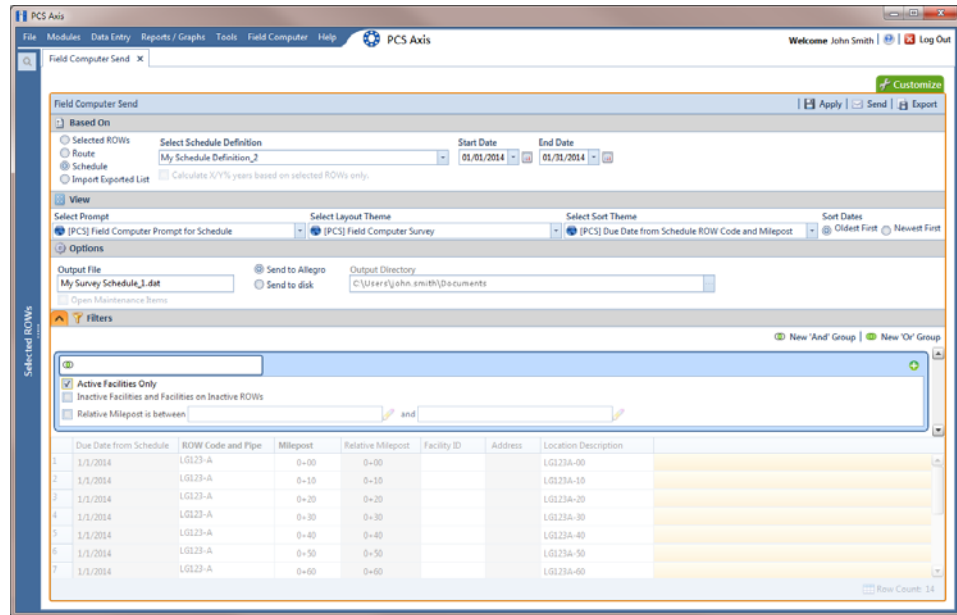 PCS Axis
File Modules Data Entry Reports / Graphs Tools Field Computer Help PCS Axis Welcome John Smith | Log Out
Field Computer Send X
Customize
Field Computer Send | Apply | Send | Export
Based On
Selected ROWs
Route
Schedule
Import Exported List
Select Schedule Definition Start Date End Date
My Schedule Definition_2 01/01/2014 01/31/2014
Calculate X/Y% years based on selected ROWs only.
View
Select Prompt Select Layout Theme Select Sort Theme Sort Dates
[PCS] Field Computer Prompt for Schedule [PCS] Field Computer Survey [PCS] Due Date from Schedule ROW Code and Milepost Oldest First Newest First
Options
Output File Send to Allegro Output Directory
My Survey Schedule_1.dat Send to disk C:\Users\john.smith\Documents
Open Maintenance Items
Filters
Selected ROWs
New 'And' Group | New 'Or' Group
Active Facilities Only
Inactive Facilities and Facilities on Inactive ROWs
Relative Milepost is between and
Due Date from Schedule ROW Code and Pipe Milepost Relative Milepost Facility ID Address Location Description
1 1/1/2014 LG123-A 0+00 0+00 LG123A-00
2 1/1/2014 LG123-A 0+10 0+10 LG123A-10
3 1/1/2014 LG123-A 0+20 0+20 LG123A-20
4 1/1/2014 LG123-A 0+30 0+30 LG123A-30
5 1/1/2014 LG123-A 0+40 0+40 LG123A-40
6 1/1/2014 LG123-A 0+50 0+50 LG123A-50
7 1/1/2014 LG123-A 0+60 0+60 LG123A-60
Row Count: 14